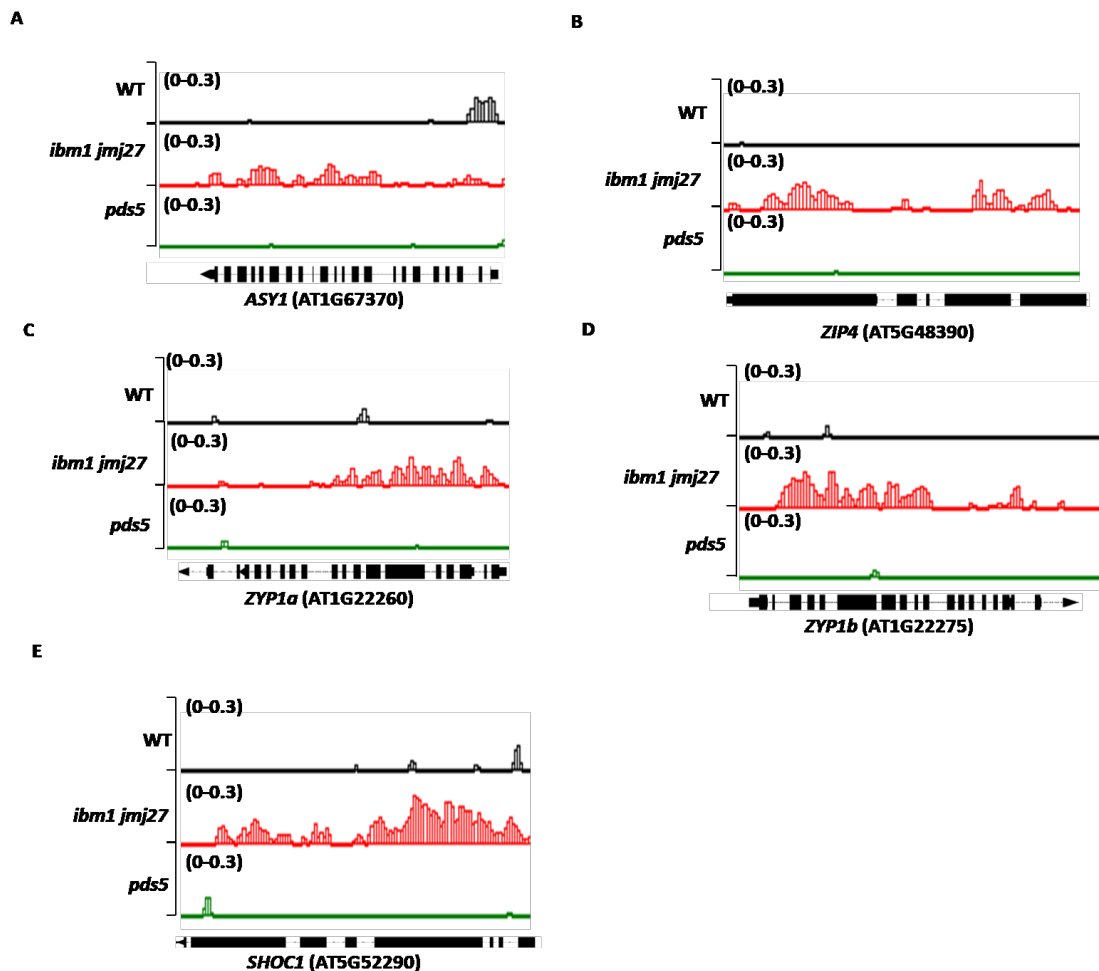 A
(0-0.3)
WT
(0-0.3)
ibm1 jmj27
(0-0.3)
pds5
ASY1 (AT1G67370)
B
(0-0.3)
WT
(0-0.3)
ibm1 jmj27
(0-0.3)
pds5
ZIP4 (AT5G48390)
C
(0-0.3)
WT
(0-0.3)
ibm1 jmj27
(0-0.3)
pds5
ZYP1a (AT1G22260)
D
(0-0.3)
WT
(0-0.3)
ibm1 jmj27
(0-0.3)
pds5
ZYP1b (AT1G22275)
E
(0-0.3)
WT
(0-0.3)
ibm1 jmj27
(0-0.3)
pds5
SHOC1 (AT5G52290)